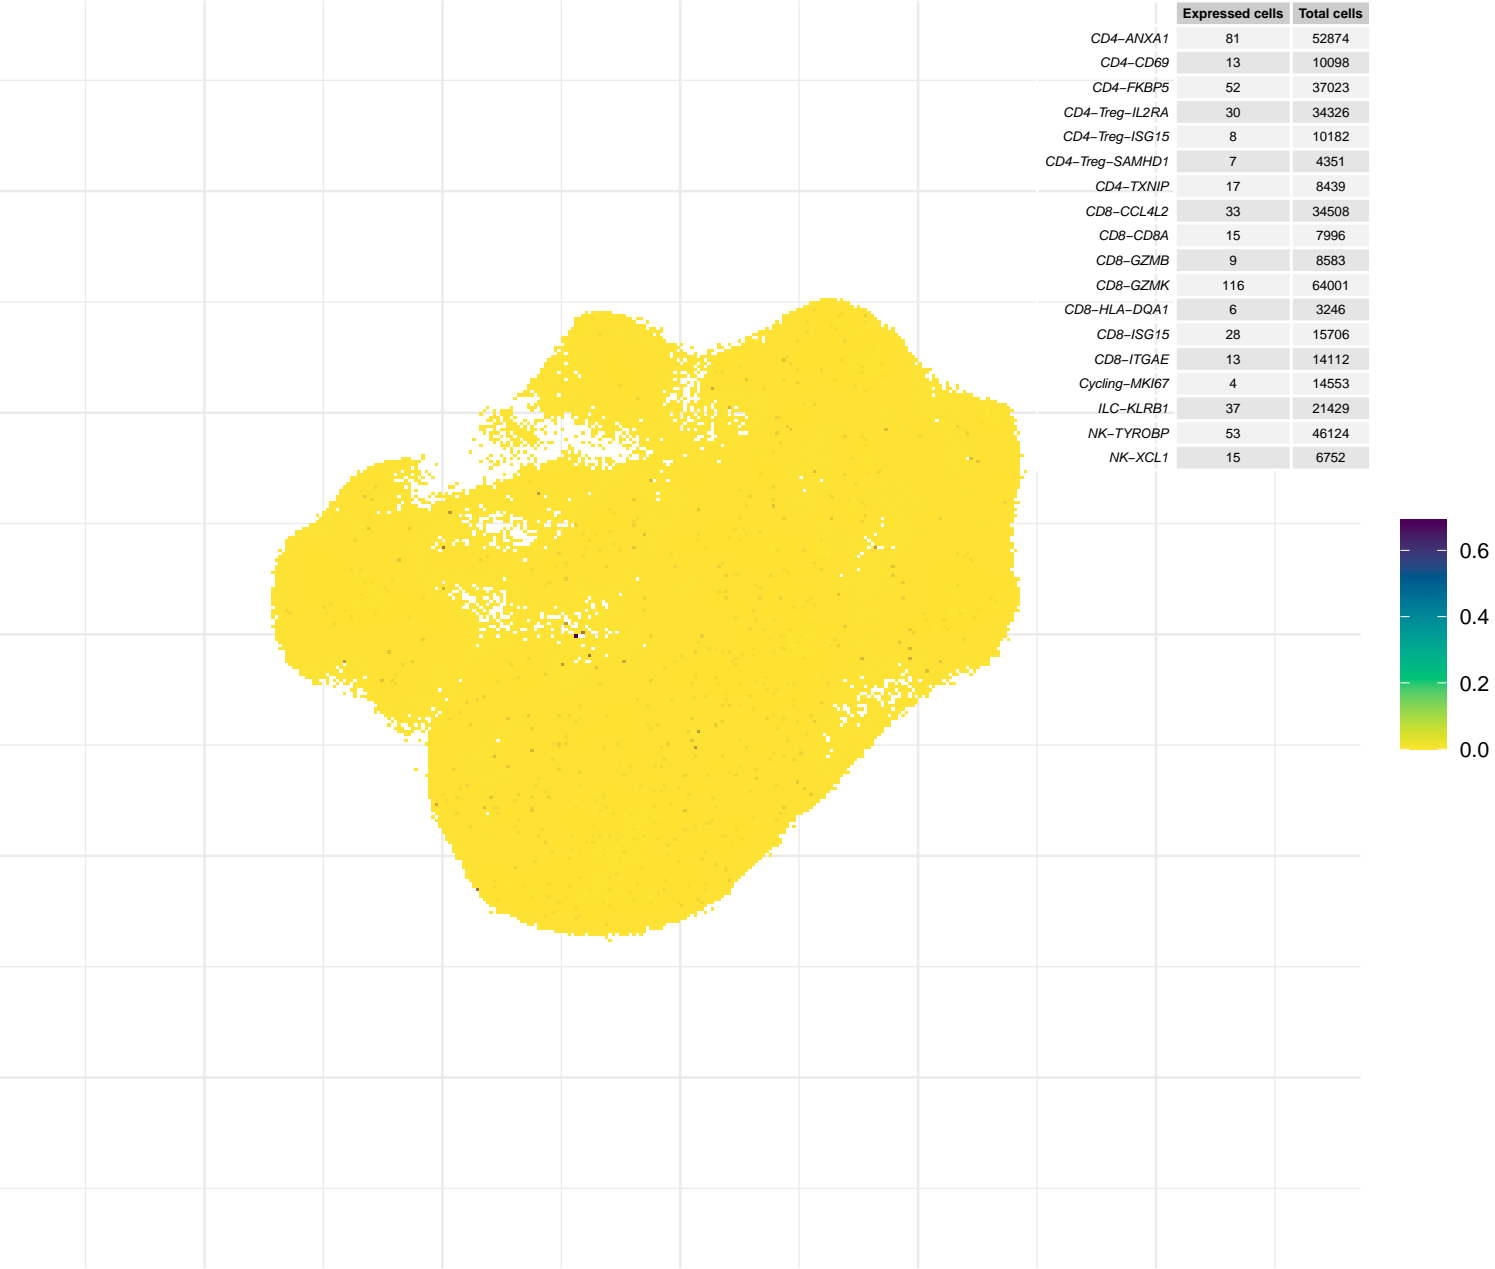 Expressed cells Total cells
CD4−ANXA1 81 52874
CD4−CD69 13 10098
CD4−FKBP5 52 37023
CD4−Treg−IL2RA 30 34326
CD4−Treg−ISG15 8 10182
CD4−Treg−SAMHD1 7 4351
CD4−TXNIP 17 8439
CD8−CCL4L2 33 34508
CD8−CD8A 15 7996
CD8−GZMB 9 8583
CD8−GZMK 116 64001
CD8−HLA−DQA1 6 3246
CD8−ISG15 28 15706
CD8−ITGAE 13 14112
Cycling−MKI67 4 14553
ILC−KLRB1 37 21429
NK−TYROBP 53 46124
NK−XCL1 15 6752
0.6
0.4
0.2
0.0